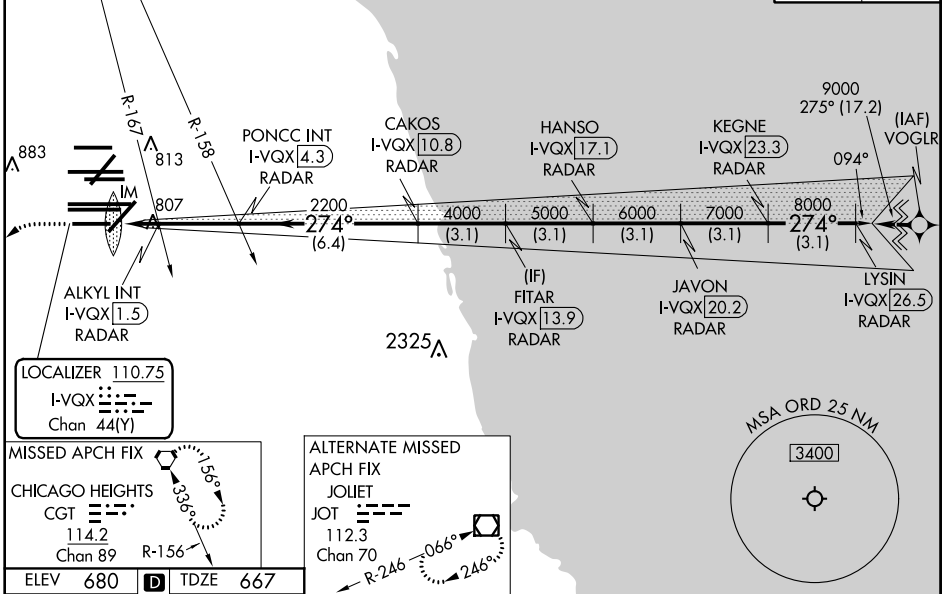 9000
275° (17.2)
(IAF)
VOGLR
R-167
R-158
883
813
PONCC INT
I-VQX 4.3
RADAR
CAKOS
I-VQX 10.8
RADAR
HANSO
I-VQX 17.1
RADAR
KEGNE
I-VQX 23.3
RADAR
094°
IM
807
2200
274°
(6.4)
4000
(3.1)
5000
(3.1)
6000
(3.1)
7000
(3.1)
8000
274°
(3.1)
ALKYL INT
I-VQX 1.5
RADAR
(IF)
FITAR
I-VQX 13.9
RADAR
JAVON
I-VQX 20.2
RADAR
LYSIN
I-VQX 26.5
RADAR
2325
LOCALIZER 110.75
I-VQX
Chan 44(Y)
MISSED APCH FIX
CHICAGO HEIGHTS
CGT
114.2
Chan 89
156°
336°
R-156
ALTERNATE MISSED
APCH FIX
JOLIET
JOT
112.3
Chan 70
R-246
066°
246°
MSA ORD 25 NM
3400
ELEV 680 D TDZE 667